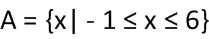 A = {x| - 1 ≤ x ≤ 6}